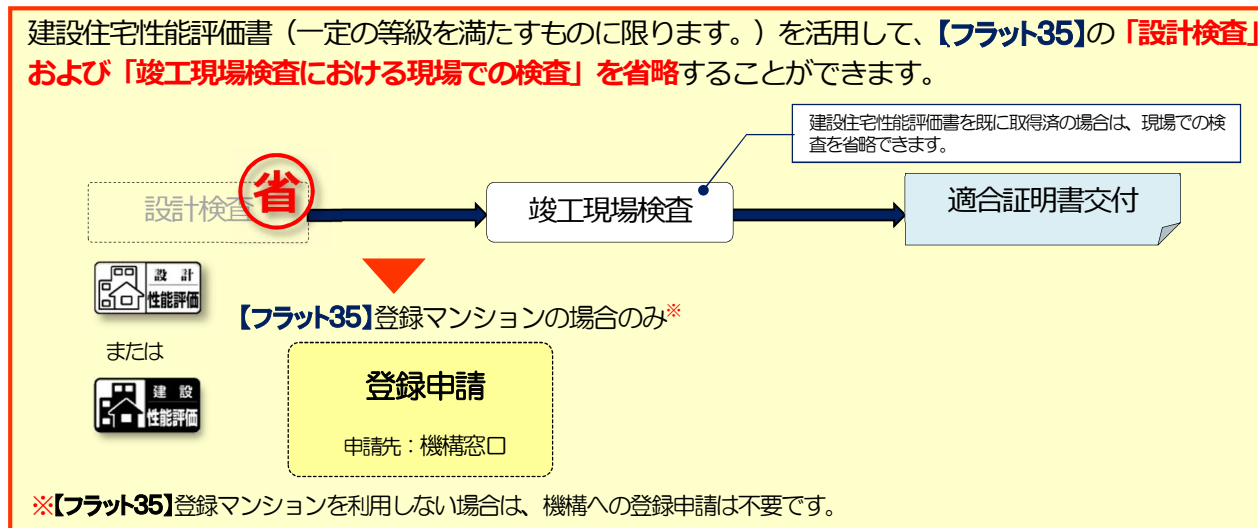 建設住宅性能評価書（一定の等級を満たすものに限ります。）を活用して、【フラット35】の「設計検査」
および「竣工現場検査における現場での検査」を省略することができます。
建設住宅性能評価書を既に取得済の場合は、現場での検
査を省略できます。
設計検査
省
竣工現場検査
適合証明書交付
設計
性能評価
または
建設
性能評価
【フラット35】登録マンションの場合のみ※
登録申請
申請先：機構窓口
※【フラット35】登録マンションを利用しない場合は、機構への登録申請は不要です。